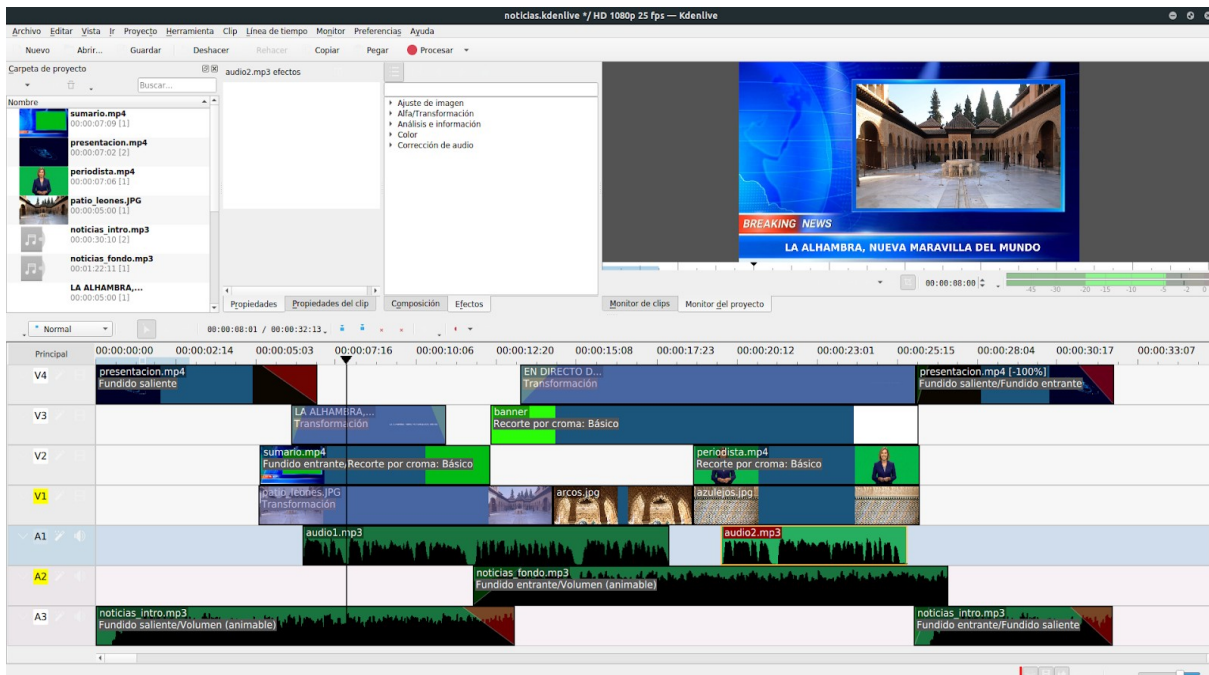 noticias.kdenlive */ HD 1080p 25 fps — Kdenlive
Archivo Editar Vista Ir Proyecto Herramienta Clip Línea de tiempo Monitor Preferencias Ayuda
Nuevo Abrir... Guardar Deshacer Rehacer Copiar Pegar Procesar
Carpeta de proyecto
Buscar...
Nombre
sumario.mp4
00:00:07:09 [1]
presentacion.mp4
00:00:07:02 [2]
periodista.mp4
00:00:07:06 [1]
patio_leones.JPG
00:00:05:00 [1]
noticias_intro.mp3
00:00:30:10 [2]
noticias_fondo.mp3
00:01:22:11 [1]
LA ALHAMBRA,...
00:00:05:00 [1]
audio2.mp3 efectos
Propiedades Propiedades del clip
Ajuste de imagen
Alfa/Transformación
Análisis e información
Color
Corrección de audio
Composición Efectos
BREAKING NEWS
LA ALHAMBRA, NUEVA MARAVILLA DEL MUNDO
00:00:08:00
-45 -30 -20 -15 -10 -5 -2 0
Monitor de clips Monitor del proyecto
Normal 00:00:08:01 / 00:00:32:13
Principal 00:00:00:00 00:00:02:14 00:00:05:03 00:00:07:16 00:00:10:06 00:00:12:20 00:00:15:08 00:00:17:23 00:00:20:12 00:00:23:01 00:00:25:15 00:00:28:04 00:00:30:17 00:00:33:07
V4
presentacion.mp4
Fundido saliente
EN DIRECTO D...
Transformación
presentacion.mp4 [-100%]
Fundido saliente/Fundido entrante
V3
LA ALHAMBRA,...
Transformación
banner
Recorte por croma: Básico
V2
sumario.mp4
Fundido entrante/Recorte por croma: Básico
periodista.mp4
Recorte por croma: Básico
V1
patio_leones.JPG
Transformación
arcos.jpg
azulejos.jpg
A1
audio1.mp3
audio2.mp3
A2
noticias_fondo.mp3
Fundido entrante/Volumen (animable)
A3
noticias_intro.mp3
Fundido saliente/Volumen (animable)
noticias_intro.mp3
Fundido entrante/Fundido saliente